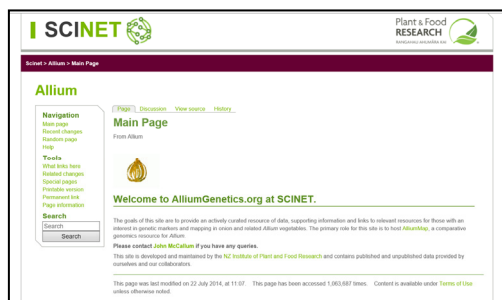 SCINET
Plant & Food
RESEARCH
RANGAHAU AHUMĀRA KAI
Scinet > Allium > Main Page
Allium
Navigation
Main page
Recent changes
Random page
Help
Tools
What links here
Related changes
Special pages
Printable version
Permanent link
Page information
Search
Search
Search
Page Discussion View source History
Main Page
From Allium
Welcome to AlliumGenetics.org at SCINET.
The goals of this site are to provide an actively curated resource of data, supporting information and links to relevant resources for those with an
interest in genetic markers and mapping in onion and related Allium vegetables. The primary role for this site is to host AlliumMap, a comparative
genomics resource for Allium.
Please contact John McCallum if you have any queries.
This site is developed and maintained by the NZ Institute of Plant and Food Research and contains published and unpublished data provided by
ourselves and our collaborators.
This page was last modified on 22 July 2014, at 11:07. This page has been accessed 1,063,687 times. Content is available under Terms of Use
unless otherwise noted.